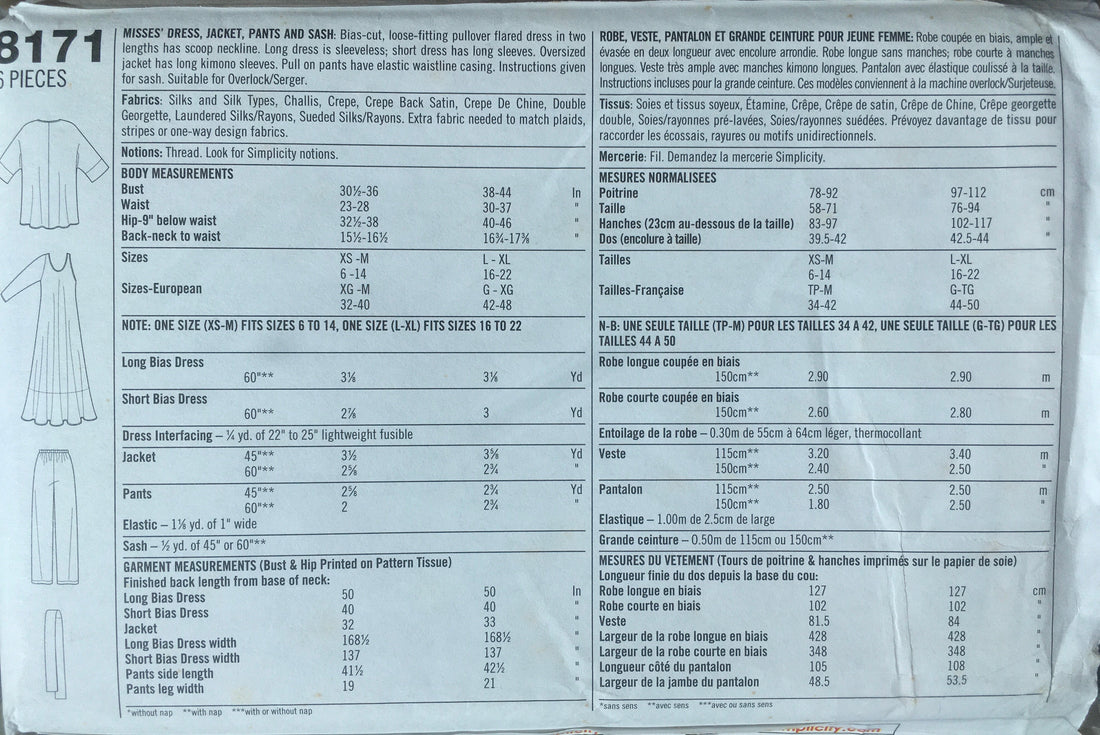 8171
6 PIECES
MISSES' DRESS, JACKET, PANTS AND SASH: Bias-cut, loose-fitting pullover flared dress in two
lengths has scoop neckline. Long dress is sleeveless; short dress has long sleeves. Oversized
jacket has long kimono sleeves. Pull on pants have elastic waistline casing. Instructions given
for sash. Suitable for Overlock/Serger.
Fabrics: Silks and Silk Types, Challis, Crepe, Crepe Back Satin, Crepe De Chine, Double
Georgette, Laundered Silks/Rayons, Sueded Silks/Rayons. Extra fabric needed to match plaids,
stripes or one-way design fabrics.
Notions: Thread. Look for Simplicity notions.
BODY MEASUREMENTS
Bust 30½-36 38-44 In
Waist 23-28 30-37 "
Hip-9" below waist 32½-38 40-46 "
Back-neck to waist 15½-16½ 16¾-17⅜ "
Sizes XS -M L - XL
6 -14 16-22
Sizes-European XG -M G - XG
32-40 42-48
NOTE: ONE SIZE (XS-M) FITS SIZES 6 TO 14, ONE SIZE (L-XL) FITS SIZES 16 TO 22
Long Bias Dress
60"** 3⅛ 3⅛ Yd
Short Bias Dress
60"** 2⅞ 3 Yd
Dress Interfacing – ¼ yd. of 22" to 25" lightweight fusible
Jacket 45"** 3½ 3⅝ Yd
60"** 2⅝ 2¾ "
Pants 45"** 2⅝ 2¾ Yd
60"** 2 2¾ "
Elastic – 1⅛ yd. of 1" wide
Sash – ½ yd. of 45" or 60"**
GARMENT MEASUREMENTS (Bust & Hip Printed on Pattern Tissue)
Finished back length from base of neck:
Long Bias Dress 50 50 In
Short Bias Dress 40 40 "
Jacket 32 33 "
Long Bias Dress width 168½ 168½ "
Short Bias Dress width 137 137 "
Pants side length 41½ 42½ "
Pants leg width 19 21 "
*without nap **with nap ***with or without nap
ROBE, VESTE, PANTALON ET GRANDE CEINTURE POUR JEUNE FEMME: Robe coupée en biais, ample et
évasée en deux longueur avec encolure arrondie. Robe longue sans manches; robe courte à manches
longues. Veste très ample avec manches kimono longues. Pantalon avec élastique coulissé à la taille.
Instructions incluses pour la grande ceinture. Ces modèles conviennent à la machine overlock/Surjeteuse.
Tissus: Soies et tissus soyeux, Étamine, Crêpe, Crêpe de satin, Crêpe de Chine, Crêpe georgette
double, Soies/rayonnes pré-lavées, Soies/rayonnes suédées. Prévoyez davantage de tissu pour
raccorder les écossais, rayures ou motifs unidirectionnels.
Mercerie: Fil. Demandez la mercerie Simplicity.
MESURES NORMALISEES
Poitrine 78-92 97-112 cm
Taille 58-71 76-94 "
Hanches (23cm au-dessous de la taille) 83-97 102-117 "
Dos (encolure à taille) 39.5-42 42.5-44 "
Tailles XS-M L-XL
6-14 16-22
Tailles-Française TP-M G-TG
34-42 44-50
N-B: UNE SEULE TAILLE (TP-M) POUR LES TAILLES 34 A 42, UNE SEULE TAILLE (G-TG) POUR LES
TAILLES 44 A 50
Robe longue coupée en biais
150cm** 2.90 2.90 m
Robe courte coupée en biais
150cm** 2.60 2.80 m
Entoilage de la robe – 0.30m de 55cm à 64cm léger, thermocollant
Veste 115cm** 3.20 3.40 m
150cm** 2.40 2.50 "
Pantalon 115cm** 2.50 2.50 m
150cm** 1.80 2.50 "
Elastique – 1.00m de 2.5cm de large
Grande ceinture – 0.50m de 115cm ou 150cm**
MESURES DU VETEMENT (Tours de poitrine & hanches imprimés sur le papier de soie)
Longueur finie du dos depuis la base du cou:
Robe longue en biais 127 127 cm
Robe courte en biais 102 102 "
Veste 81.5 84 "
Largeur de la robe longue en biais 428 428 "
Largeur de la robe courte en biais 348 348 "
Longueur côté du pantalon 105 108 "
Largeur de la jambe du pantalon 48.5 53.5 "
*sans sens **avec sens ***avec ou sans sens